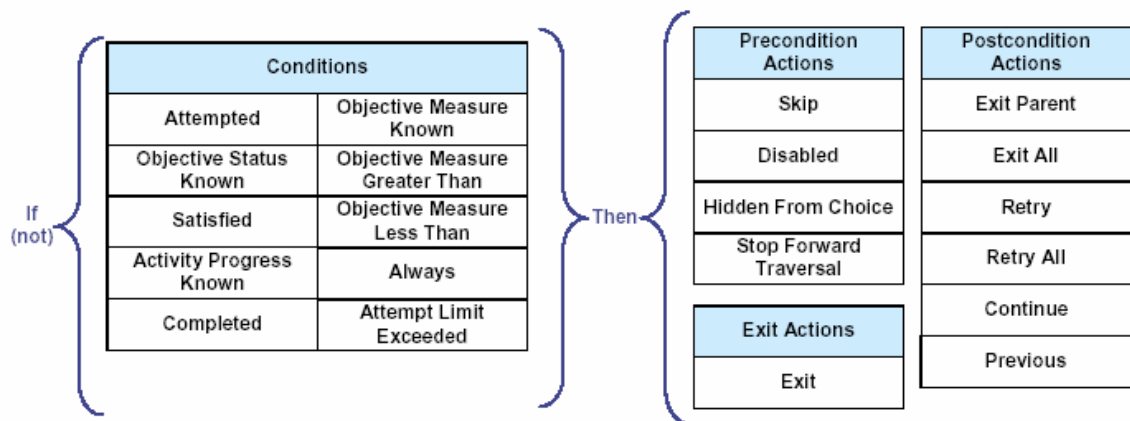 If
(not)
Conditions
Attempted
Objective Measure
Known
Objective Status
Known
Objective Measure
Greater Than
Satisfied
Objective Measure
Less Than
Activity Progress
Known
Always
Completed
Attempt Limit
Exceeded
Then
Precondition
Actions
Skip
Disabled
Hidden From Choice
Stop Forward
Traversal
Exit Actions
Exit
Postcondition
Actions
Exit Parent
Exit All
Retry
Retry All
Continue
Previous